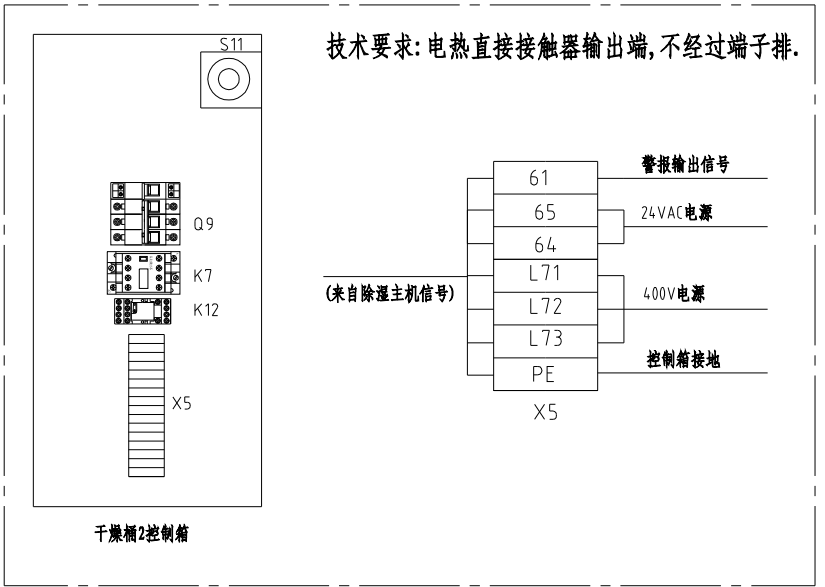 技术要求: 电热直接接触器输出端, 不经过端子排.
S11
Q9
K7
K12
X5
干燥桶2控制箱
61 警报输出信号
65 24VAC电源
64
L71
(来自除湿主机信号)
L72 400V电源
L73
PE 控制箱接地
X5